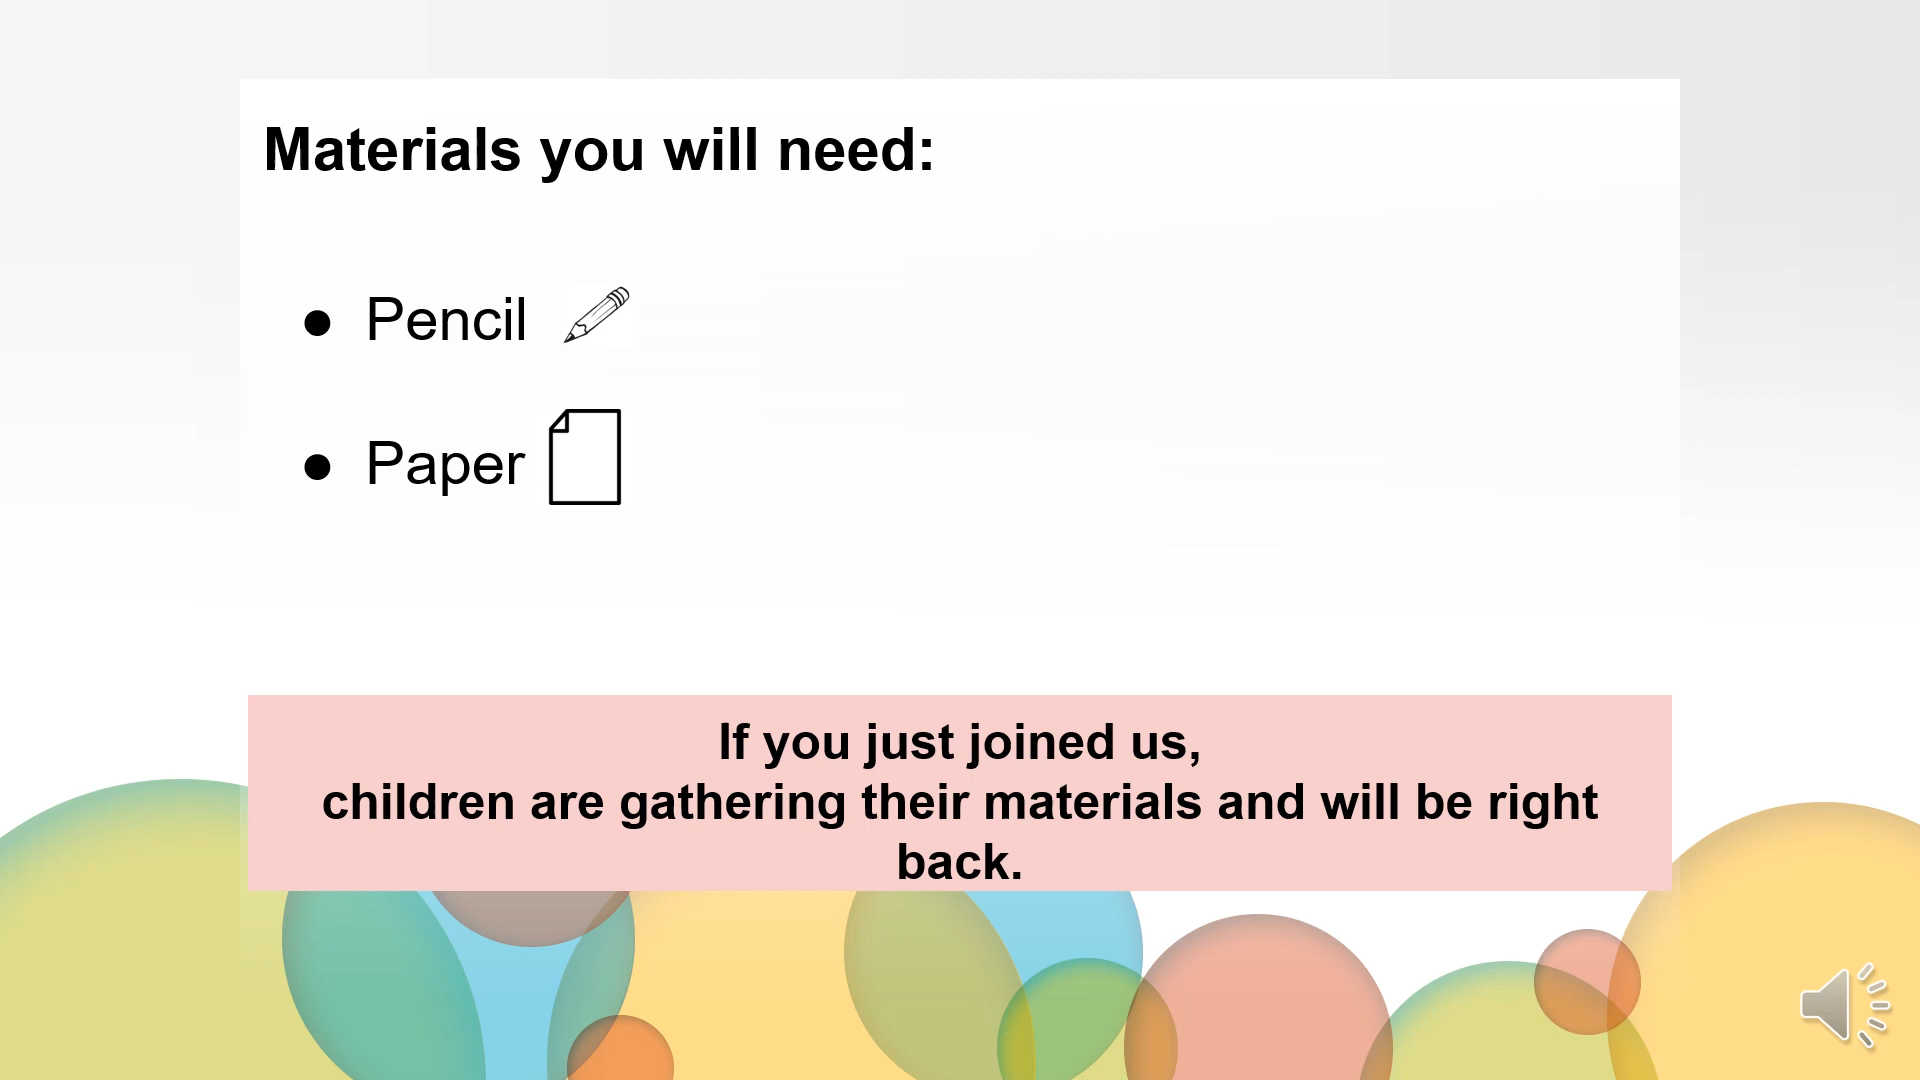 Materials you will need:
● Pencil
● Paper
If you just joined us,
children are gathering their materials and will be right
back.